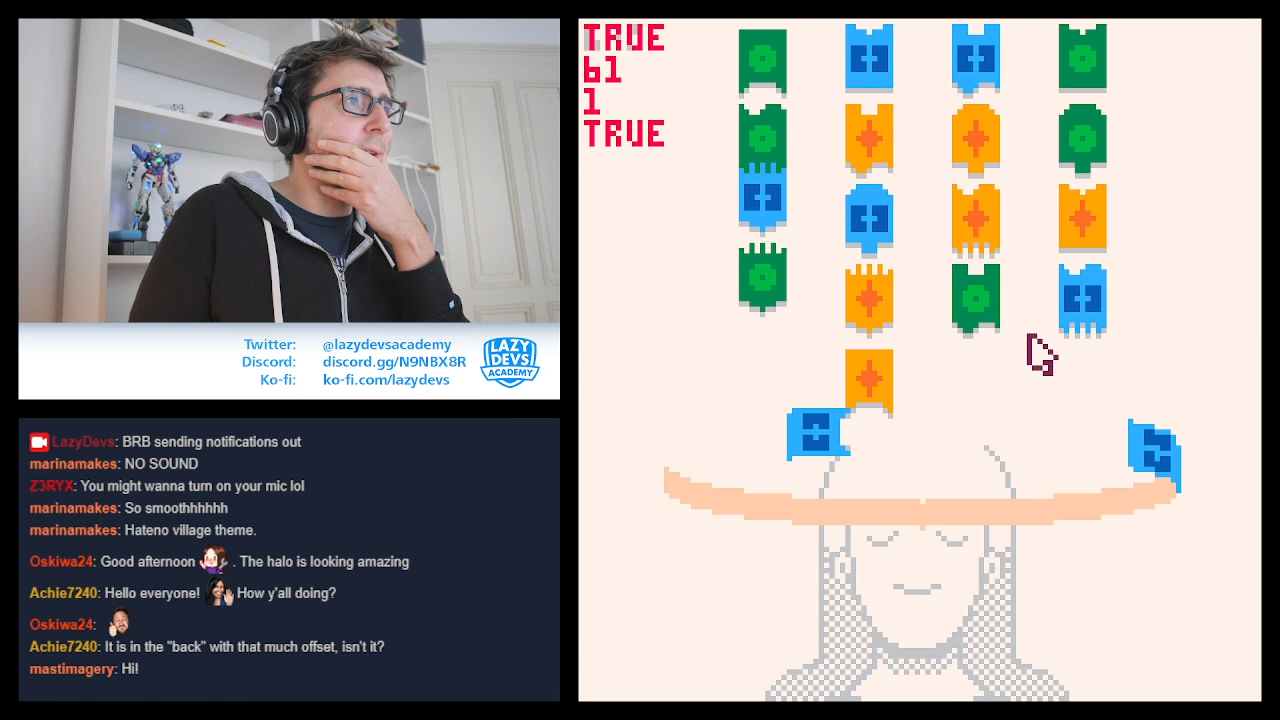 TRUE
61
1
TRUE
Twitter: @lazydevsacademy
Discord: discord.gg/N9NBX8R
Ko-fi: ko-fi.com/lazydevs
LAZY
DEVS
ACADEMY
LazyDevs: BRB sending notifications out
marinamakes: NO SOUND
Z3RYX: You might wanna turn on your mic lol
marinamakes: So smoothhhhhh
marinamakes: Hateno village theme.
Oskiwa24: Good afternoon . The halo is looking amazing
Achie7240: Hello everyone! How y'all doing?
Oskiwa24:
Achie7240: It is in the "back" with that much offset, isn't it?
mastimagery: Hi!